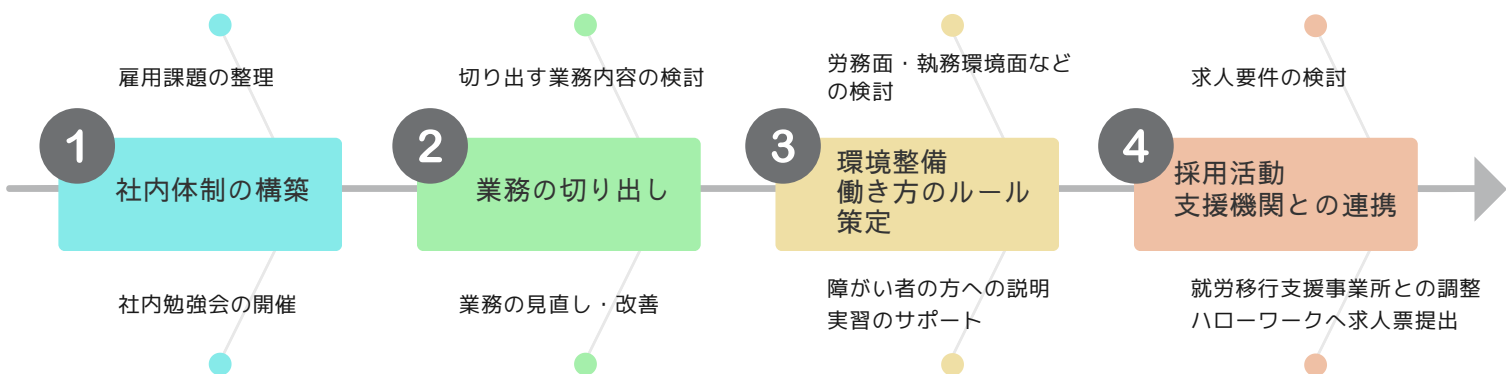 雇用課題の整理
1
社内体制の構築
社内勉強会の開催
切り出す業務内容の検討
2
業務の切り出し
業務の見直し・改善
労務面・執務環境面など
の検討
3
環境整備
働き方のルール
策定
障がい者の方への説明
実習のサポート
求人要件の検討
4
採用活動
支援機関との連携
就労移行支援事業所との調整
ハローワークへ求人票提出